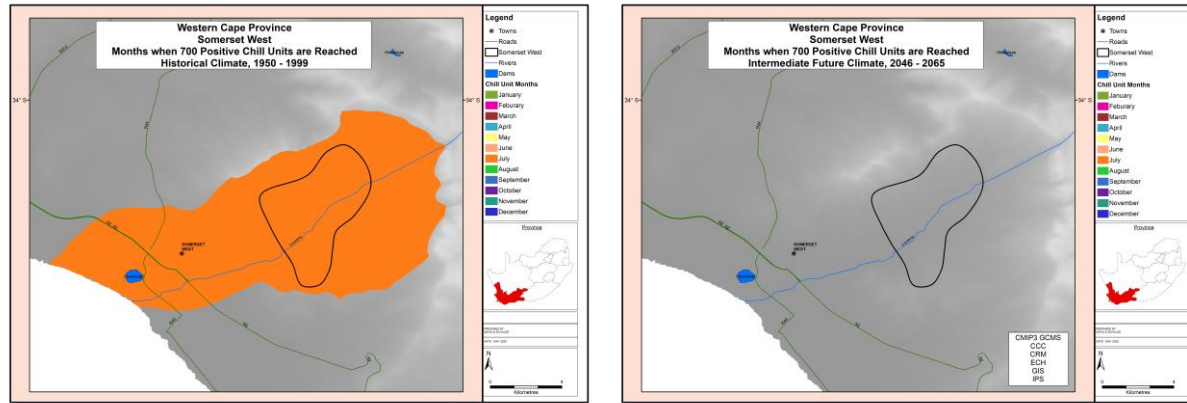 Western Cape Province
Somerset West
Months when 700 Positive Chill Units are Reached
Historical Climate, 1950 - 1999
34° S
34° S
SOMERSET
WEST
Legend
Towns
Roads
Somerset West
Rivers
Dams
Chill Unit Months
January
Feburary
March
April
May
June
July
August
September
October
November
December
Province
N
0
4
Kilometres
Western Cape Province
Somerset West
Months when 700 Positive Chill Units are Reached
Intermediate Future Climate, 2046 - 2065
34° S
34° S
SOMERSET
WEST
CMIP3 GCMS
CCC
CRM
ECH
GIS
IPS
Legend
Towns
Roads
Somerset West
Rivers
Dams
Chill Unit Months
January
Feburary
March
April
May
June
July
August
September
October
November
December
Province
N
0
4
Kilometres